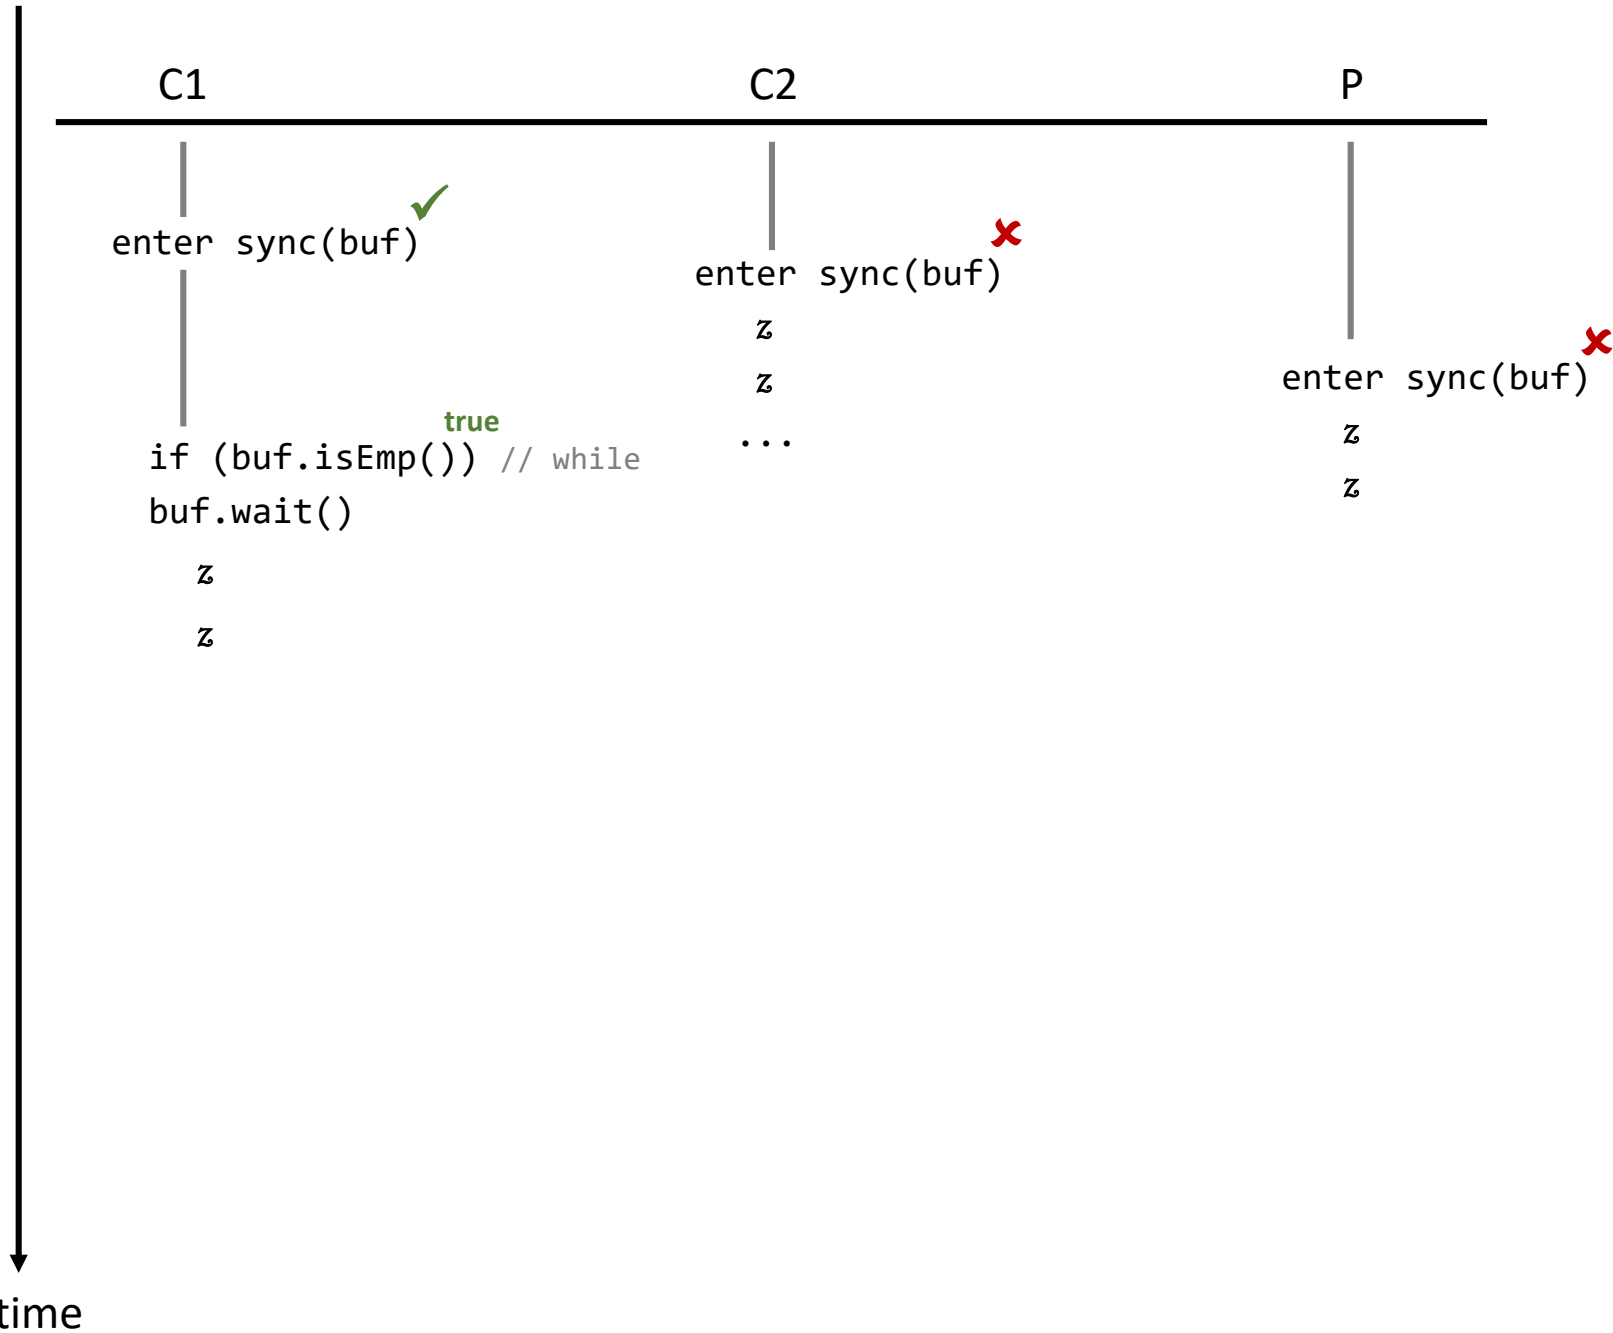 C1 C2 P
enter sync(buf) ✓
enter sync(buf) ✘
z
z
...
enter sync(buf) ✘
z
z
true
if (buf.isEmp()) // while
buf.wait()
z
z
time